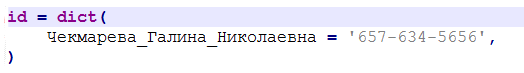 id = dict(
    Чекмарева_Галина_Николаевна = '657-634-5656',
)